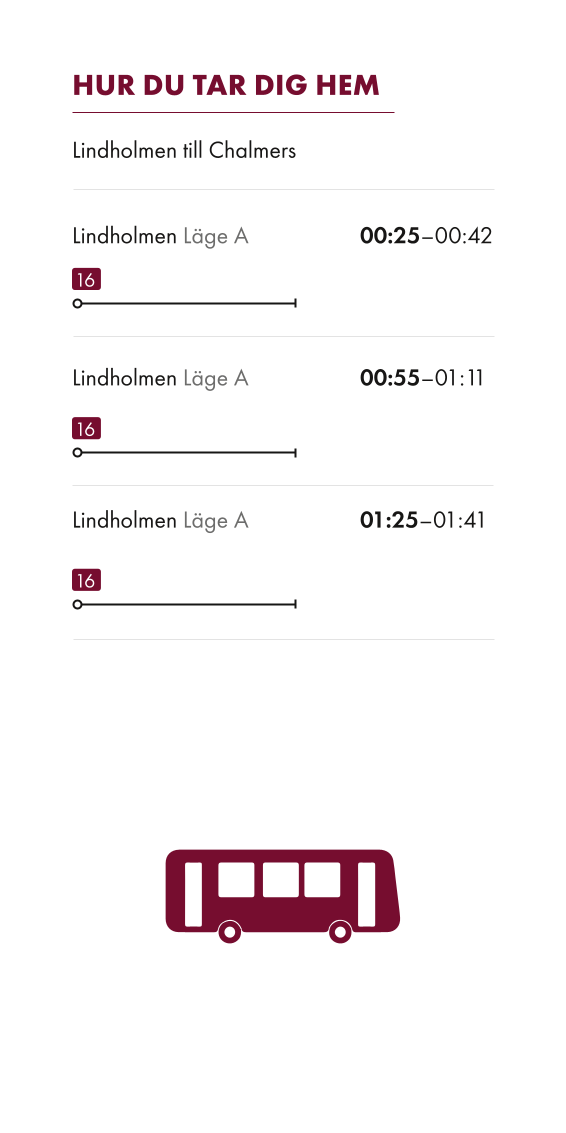 HUR DU TAR DIG HEM
Lindholmen till Chalmers
Lindholmen Läge A 00:25–00:42
16
Lindholmen Läge A 00:55–01:11
16
Lindholmen Läge A 01:25–01:41
16